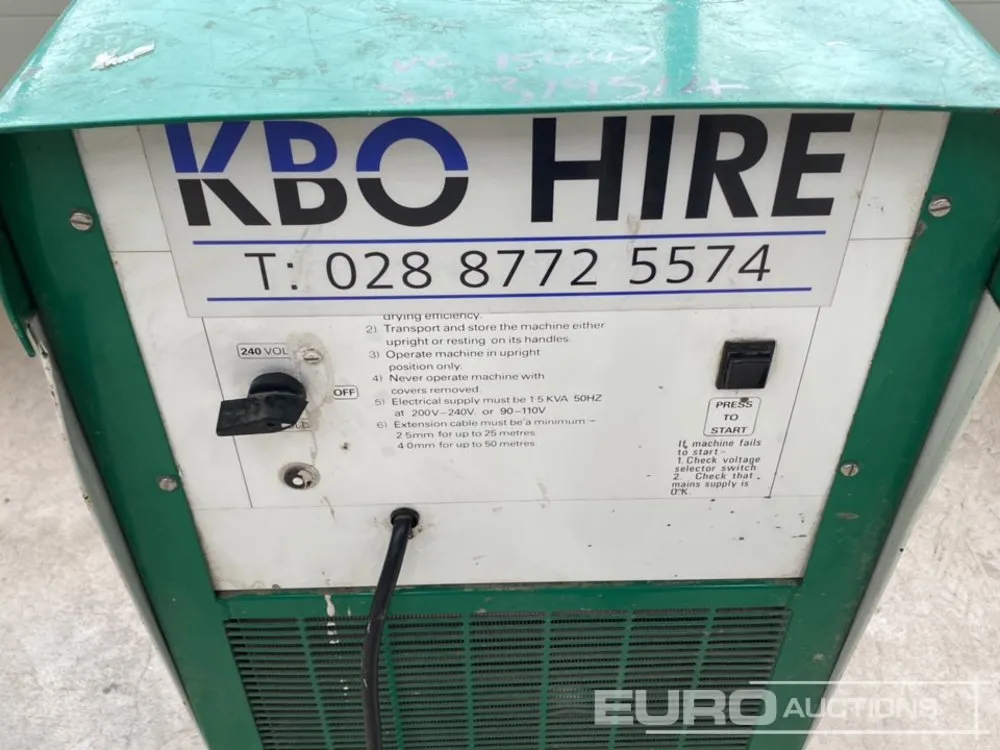 KBO HIRE
T: 028 8772 5574
drying efficiency.
2) Transport and store the machine either
upright or resting on its handles.
3) Operate machine in upright
position only.
4) Never operate machine with
covers removed.
5) Electrical supply must be 1·5 KVA 50HZ
at 200V-240V. or 90-110V
6) Extension cable must be a minimum -
2·5mm for up to 25 metres
4·0mm for up to 50 metres
240 VOL
OFF
PRESS
TO
START
If machine fails
to start -
1. Check voltage
selector switch
2. Check that
mains supply is
O'K.
EURO AUCTIONS